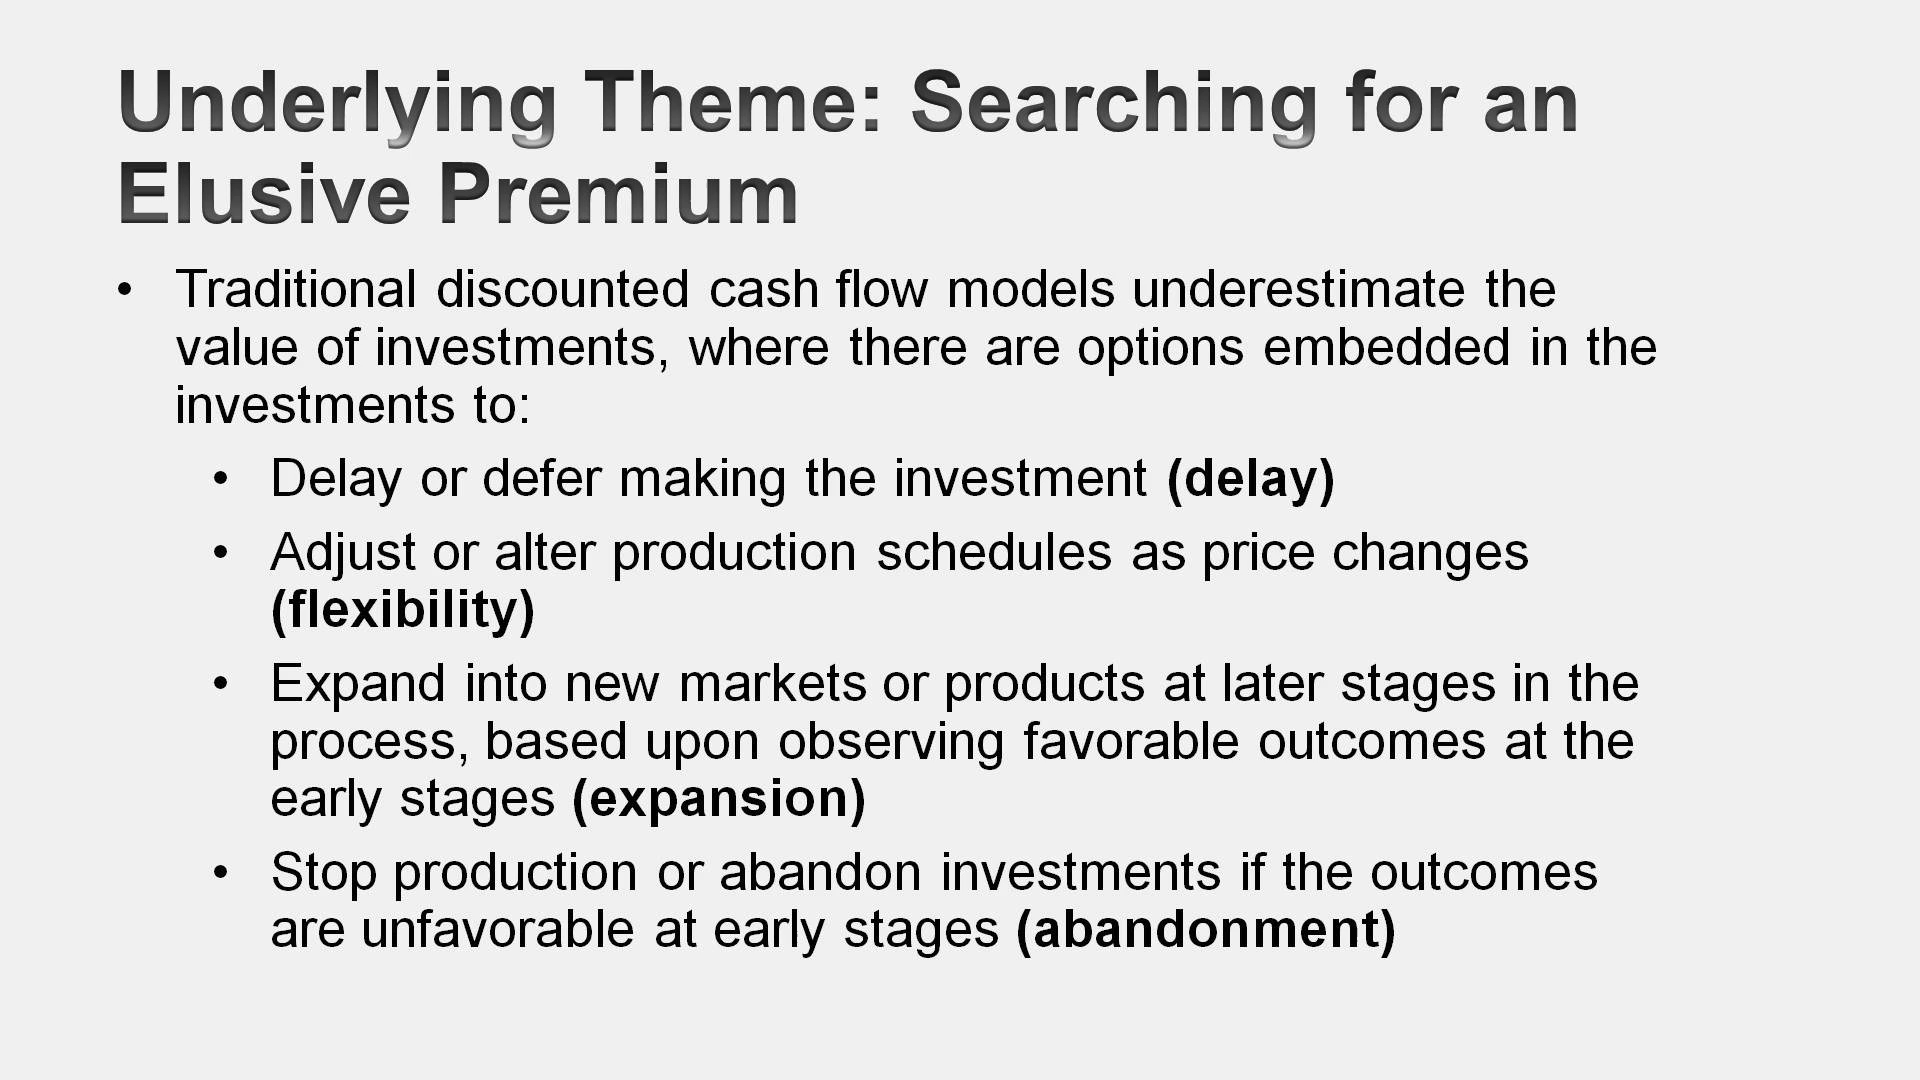 Underlying Theme: Searching for an
Elusive Premium
• Traditional discounted cash flow models underestimate the
value of investments, where there are options embedded in the
investments to:
• Delay or defer making the investment (delay)
• Adjust or alter production schedules as price changes
(flexibility)
• Expand into new markets or products at later stages in the
process, based upon observing favorable outcomes at the
early stages (expansion)
• Stop production or abandon investments if the outcomes
are unfavorable at early stages (abandonment)